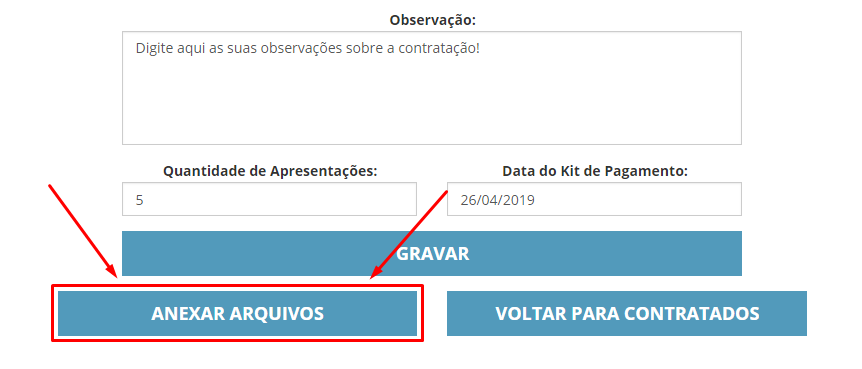 Observação:
Digite aqui as suas observações sobre a contratação!
Quantidade de Apresentações:
Data do Kit de Pagamento:
5
26/04/2019
GRAVAR
ANEXAR ARQUIVOS
VOLTAR PARA CONTRATADOS